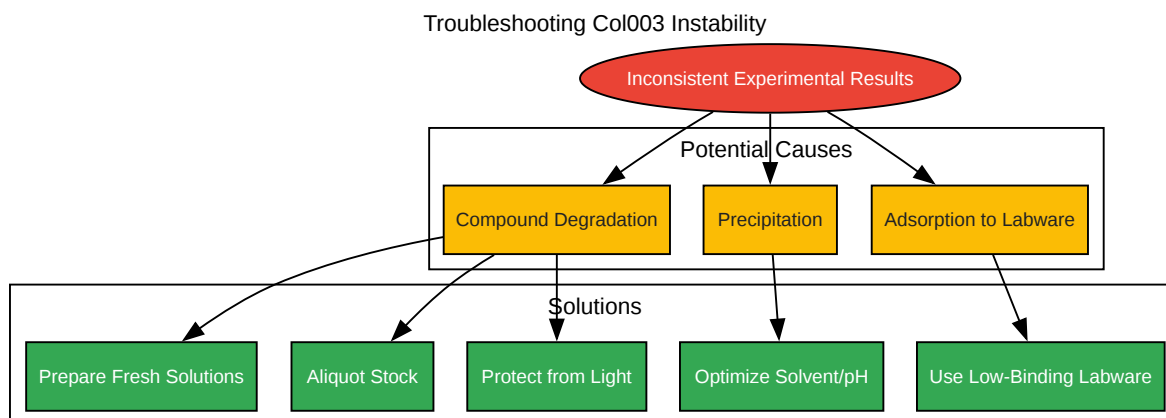 Troubleshooting Col003 Instability
Inconsistent Experimental Results
Potential Causes
Compound Degradation
Precipitation
Adsorption to Labware
Solutions
Prepare Fresh Solutions
Aliquot Stock
Protect from Light
Optimize Solvent/pH
Use Low-Binding Labware